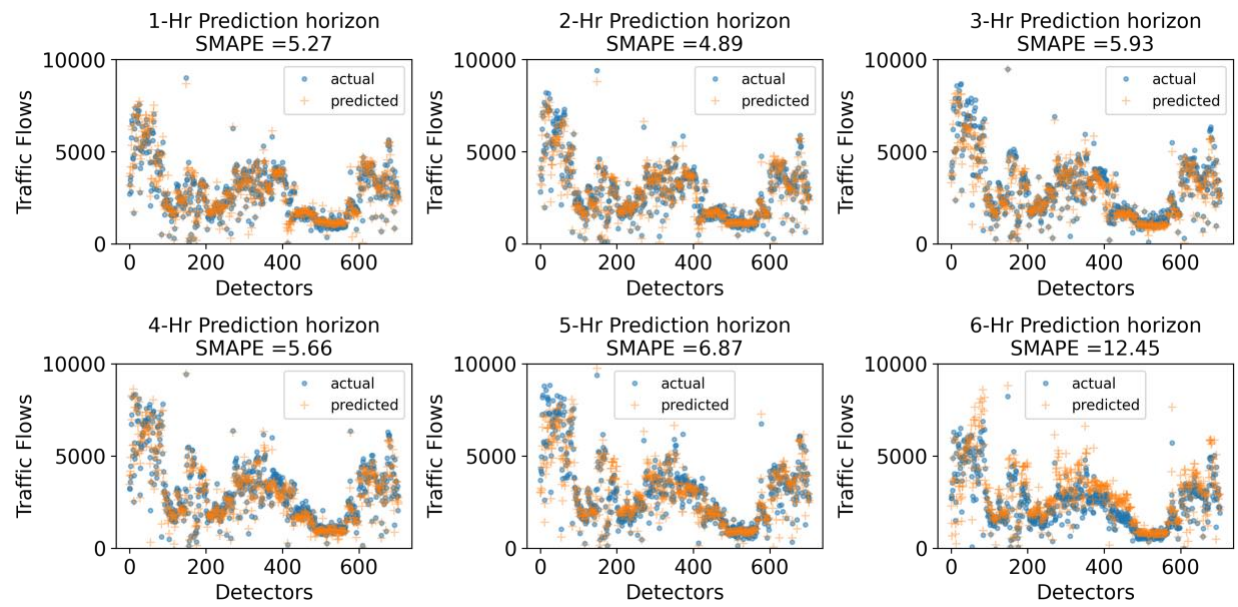 1-Hr Prediction horizon
SMAPE =5.27
10000
5000
0
Traffic Flows
actual
predicted
0 200 400 600
Detectors
2-Hr Prediction horizon
SMAPE =4.89
10000
5000
0
Traffic Flows
actual
predicted
0 200 400 600
Detectors
3-Hr Prediction horizon
SMAPE =5.93
10000
5000
0
Traffic Flows
actual
predicted
0 200 400 600
Detectors
4-Hr Prediction horizon
SMAPE =5.66
10000
5000
0
Traffic Flows
actual
predicted
0 200 400 600
Detectors
5-Hr Prediction horizon
SMAPE =6.87
10000
5000
0
Traffic Flows
actual
predicted
0 200 400 600
Detectors
6-Hr Prediction horizon
SMAPE =12.45
10000
5000
0
Traffic Flows
actual
predicted
0 200 400 600
Detectors